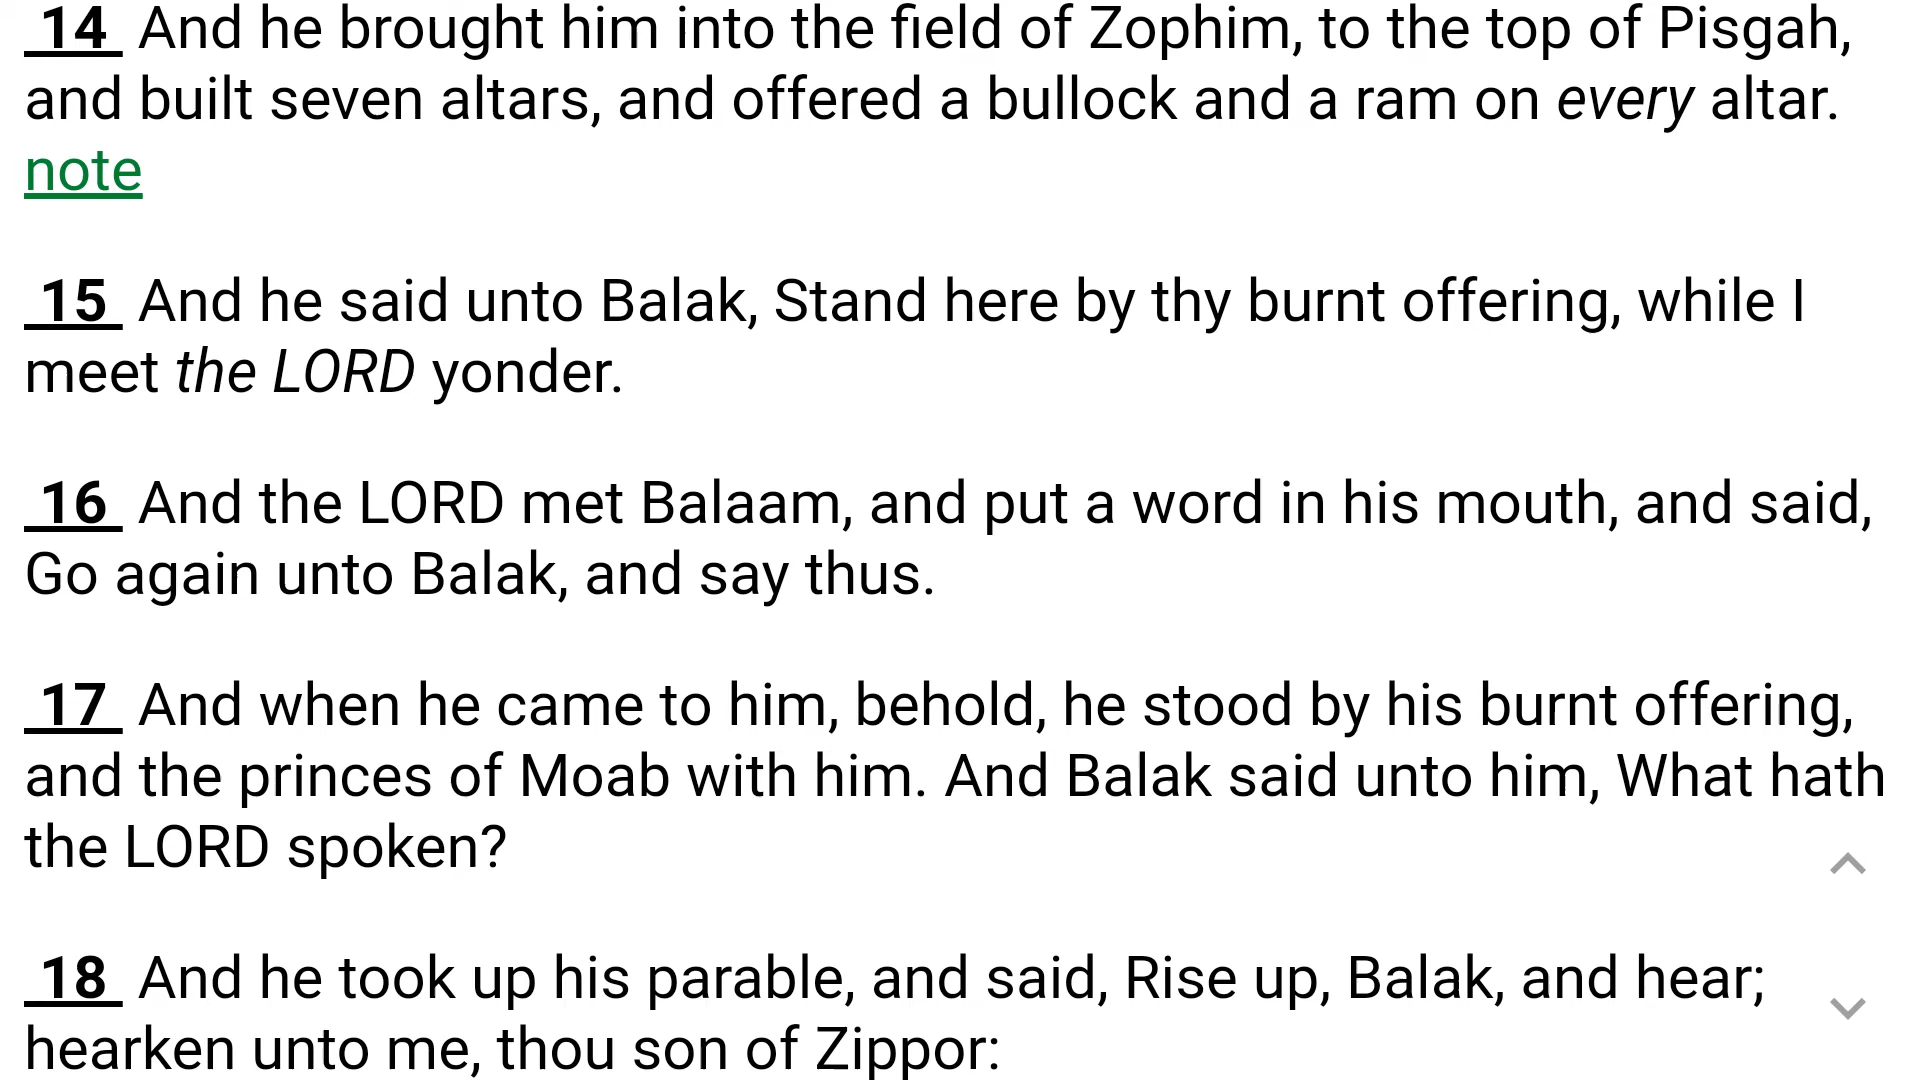 14 And he brought him into the field of Zophim, to the top of Pisgah,
and built seven altars, and offered a bullock and a ram on every altar.
note
15 And he said unto Balak, Stand here by thy burnt offering, while I
meet the LORD yonder.
16 And the LORD met Balaam, and put a word in his mouth, and said,
Go again unto Balak, and say thus.
17 And when he came to him, behold, he stood by his burnt offering,
and the princes of Moab with him. And Balak said unto him, What hath
the LORD spoken?
18 And he took up his parable, and said, Rise up, Balak, and hear;
hearken unto me, thou son of Zippor: